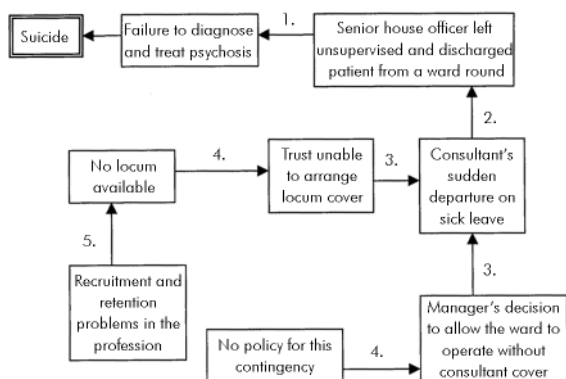 Suicide
Failure to diagnose
and treat psychosis
1.
Senior house officer left
unsupervised and discharged
patient from a ward round
2.
No locum
available
4.
Trust unable
to arrange
locum cover
3.
Consultant's
sudden
departure on
sick leave
5.
3.
Recruitment and
retention
problems in the
profession
No policy for this
contingency
4.
Manager's decision
to allow the ward to
operate without
consultant cover